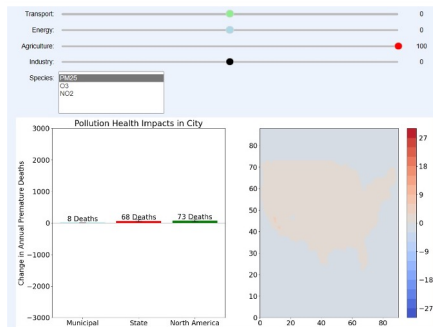 Transport: 0
Energy: 0
Agriculture: 100
Industry: 0
Species: PM25
O3
NO2
Pollution Health Impacts in City
Change in Annual Premature Deaths
3000
2000
1000
0
−1000
−2000
−3000
8 Deaths
68 Deaths
73 Deaths
Municipal
State
North America
80
70
60
50
40
30
20
10
0
0 20 40 60 80
27
18
9
0
−9
−18
−27